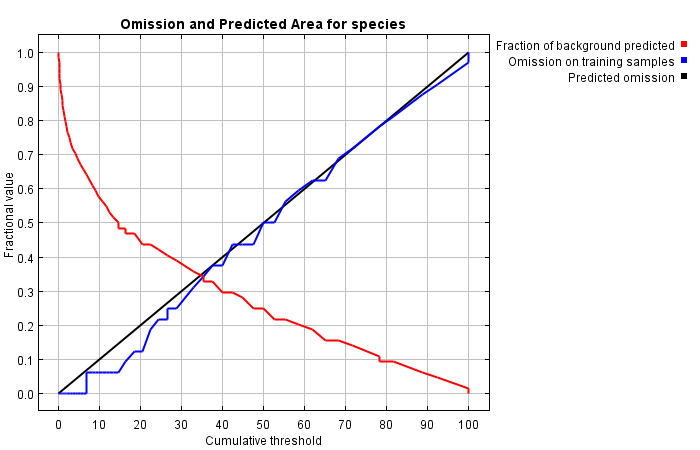 Omission and Predicted Area for species
Fraction of background predicted
Omission on training samples
Predicted omission
Fractional value
1.0
0.9
0.8
0.7
0.6
0.5
0.4
0.3
0.2
0.1
0.0
0 10 20 30 40 50 60 70 80 90 100
Cumulative threshold